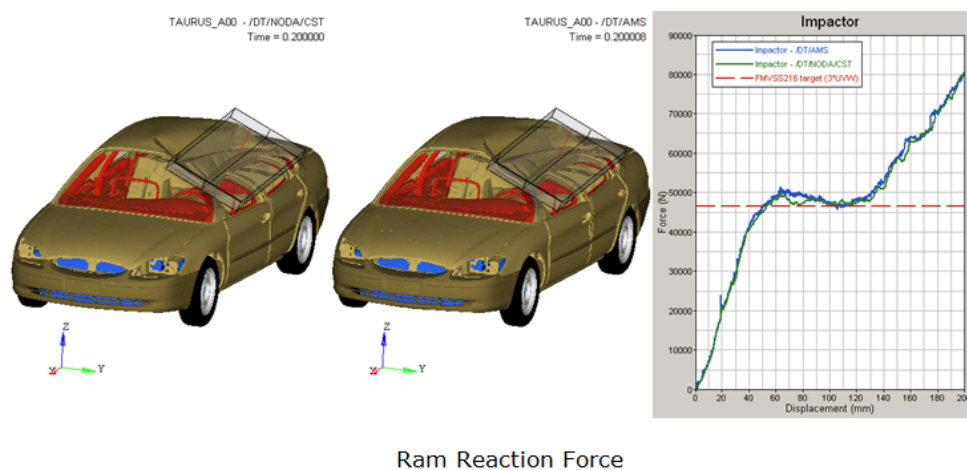 TAURUS_A00 - /DT/NODA/CST
Time = 0.200000
TAURUS_A00 - /DT/AMS
Time = 0.200008
Z
Y
X
Z
Y
X
Impactor
Impactor - /DT/AMS
Impactor - /DT/NODA/CST
FMVSS216 target (3*UVW)
90000
80000
70000
60000
50000
40000
30000
20000
10000
0
Force (N)
0 20 40 60 80 100 120 140 160 180 200
Displacement (mm)
Ram Reaction Force